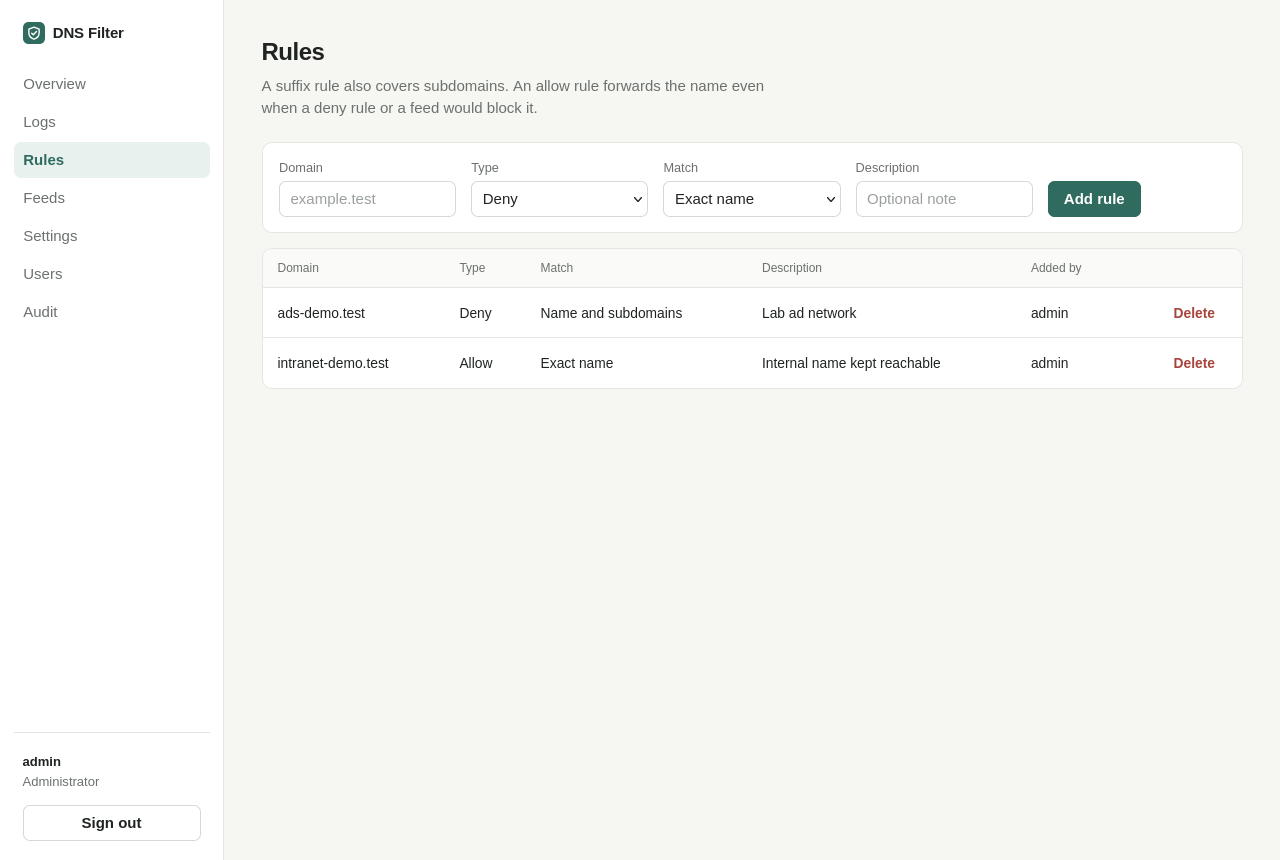 DNS Filter
Overview
Logs
Rules
Feeds
Settings
Users
Audit
admin
Administrator
Sign out
Rules
A suffix rule also covers subdomains. An allow rule forwards the name even
when a deny rule or a feed would block it.
Domain Type Match Description
example.test Deny Exact name Optional note Add rule
Domain Type Match Description Added by
ads-demo.test Deny Name and subdomains Lab ad network admin Delete
intranet-demo.test Allow Exact name Internal name kept reachable admin Delete